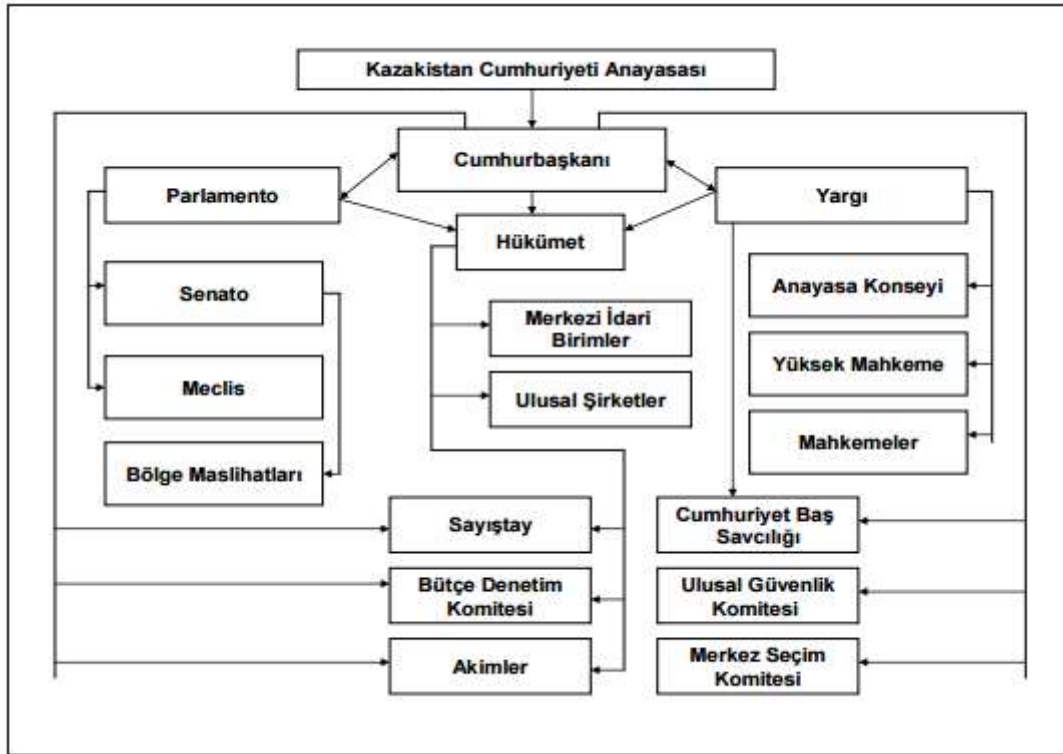 Kazakistan Cumhuriyeti Anayasası
Cumhurbaşkanı
Parlamento
Yargı
Hükümet
Senato
Anayasa Konseyi
Merkezi İdari
Birimler
Yüksek Mahkeme
Meclis
Ulusal Şirketler
Mahkemeler
Bölge Maslihatları
Sayıştay
Cumhuriyet Baş
Savcılığı
Bütçe Denetim
Komitesi
Ulusal Güvenlik
Komitesi
Akimler
Merkez Seçim
Komitesi